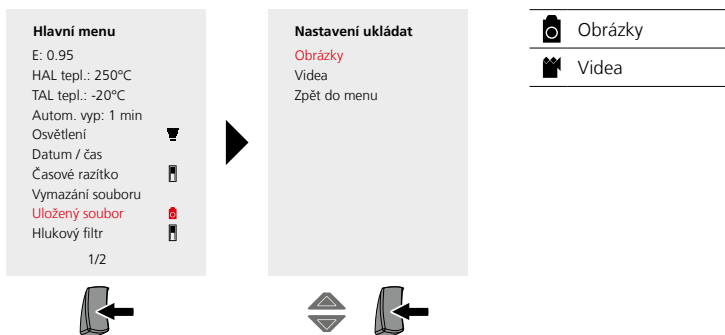 Hlavní menu
E: 0.95
HAL tepl.: 250°C
TAL tepl.: -20°C
Autom. vyp: 1 min
Osvětlení
Datum / čas
Časové razítko
Vymazání souboru
Uložený soubor
Hlukový filtr
1/2
Nastavení ukládat
Obrázky
Videa
Zpět do menu
Obrázky
Videa